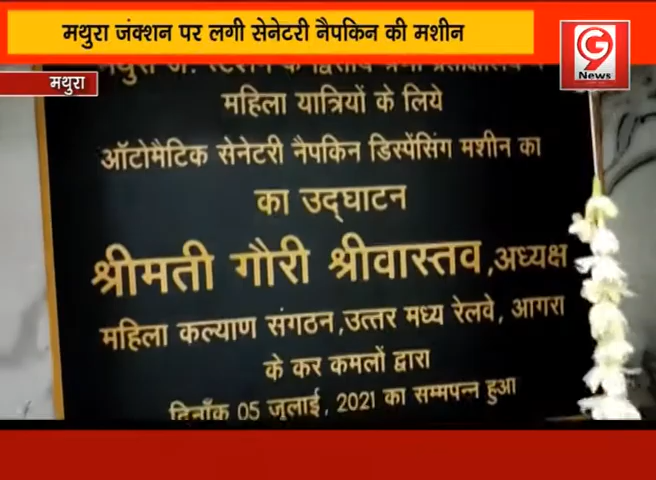 मथुरा जंक्शन पर लगी सेनेटरी नैपकिन की मशीन
G
News
मथुरा
महिला यात्रियों के लिये
ऑटोमैटिक सेनेटरी नैपकिन डिस्पेंसिंग मशीन का
का उद्घाटन
श्रीमती गौरी श्रीवास्तव, अध्यक्ष
महिला कल्याण संगठन, उत्तर मध्य रेलवे, आगरा
के कर कमलों द्वारा
दिनाँक 05 जुलाई, 2021 का सम्मपन्न हुआ